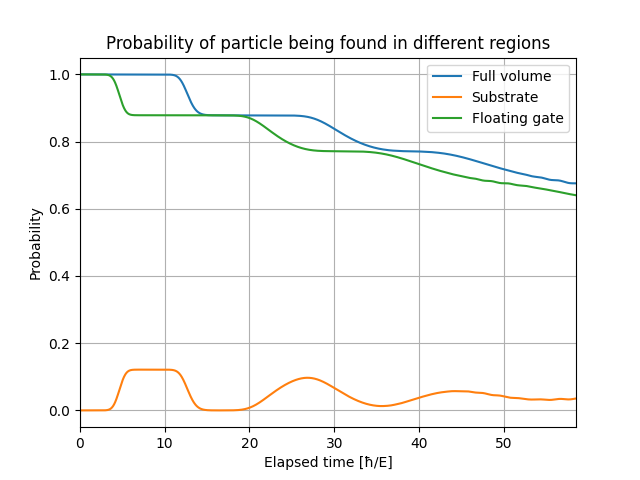 Probability of particle being found in different regions
1.0
0.8
0.6
0.4
0.2
0.0
Probability
Full volume
Substrate
Floating gate
0 10 20 30 40 50
Elapsed time [ħ/E]